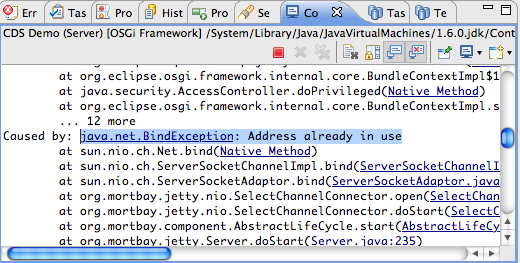 Err Tas Pro Hist Se Co Tas Te
CDS Demo (Server) [OSGi Framework] /System/Library/Java/JavaVirtualMachines/1.6.0.jdk/Cont
at org.eclipse.osgi.framework.internal.core.BundleContextImpl$1
at java.security.AccessController.doPrivileged(Native Method)
at org.eclipse.osgi.framework.internal.core.BundleContextImpl.s
... 12 more
Caused by: java.net.BindException: Address already in use
at sun.nio.ch.Net.bind(Native Method)
at sun.nio.ch.ServerSocketChannelImpl.bind(ServerSocketChannelI
at sun.nio.ch.ServerSocketAdaptor.bind(ServerSocketAdaptor.java
at org.mortbay.jetty.nio.SelectChannelConnector.open(SelectChan
at org.mortbay.jetty.nio.SelectChannelConnector.doStart(SelectC
at org.mortbay.component.AbstractLifeCycle.start(AbstractLifeCy
at org.mortbay.jetty.Server.doStart(Server.java:235)